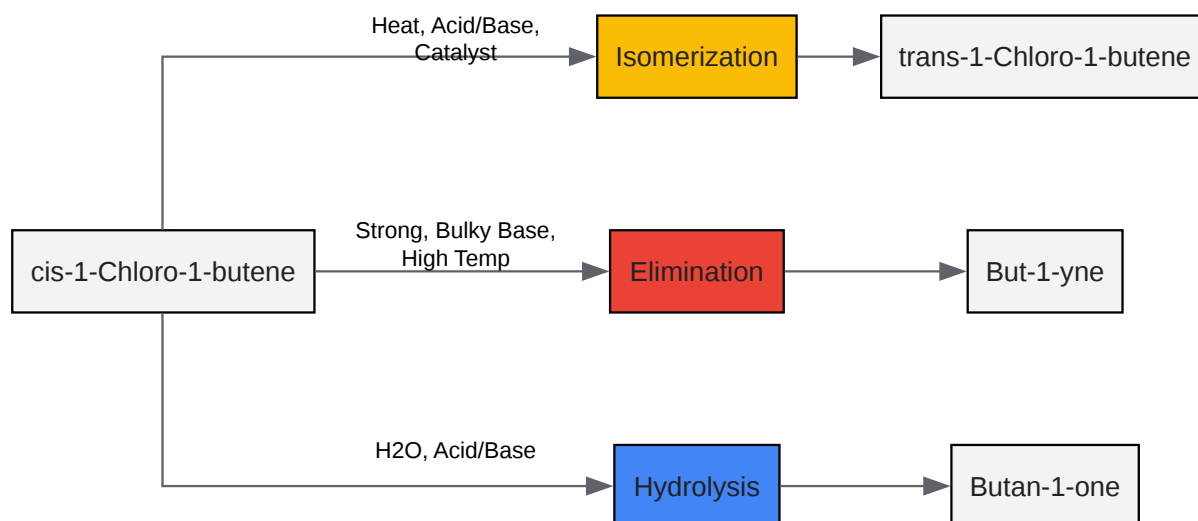 Heat, Acid/Base,
Catalyst
Isomerization
trans-1-Chloro-1-butene
cis-1-Chloro-1-butene
Strong, Bulky Base,
High Temp
Elimination
But-1-yne
H2O, Acid/Base
Hydrolysis
Butan-1-one